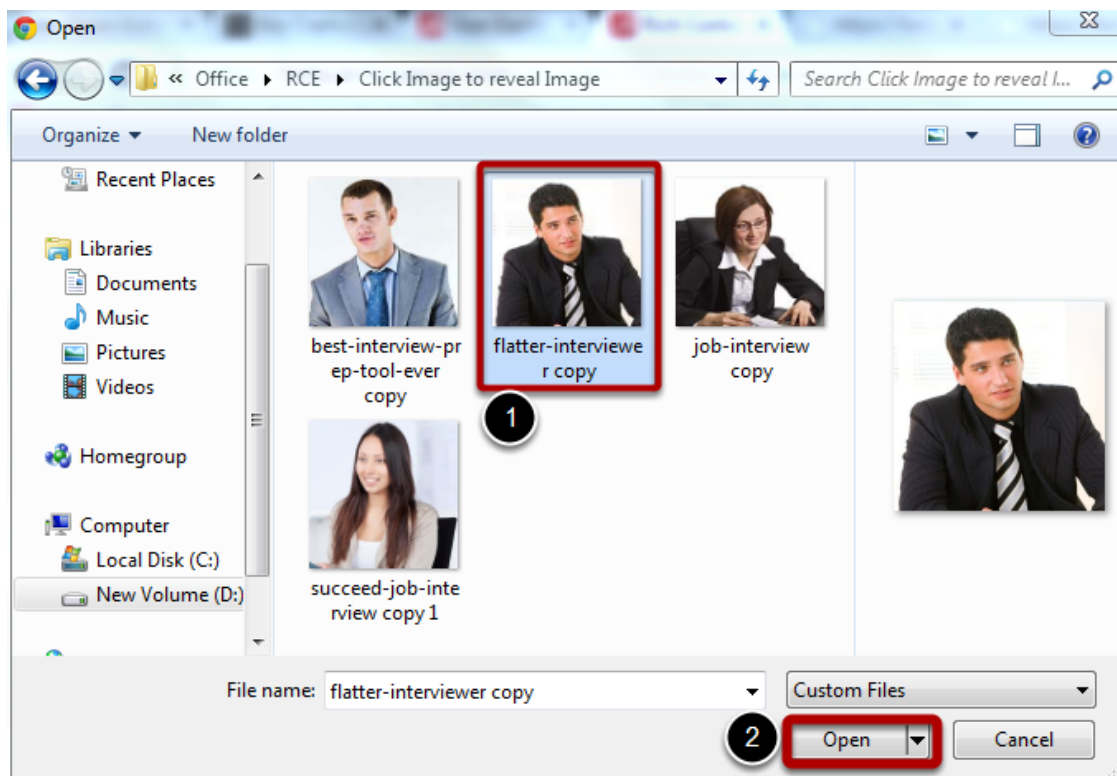 Open
« Office ▸ RCE ▸ Click Image to reveal Image
Search Click Image to reveal I...
Organize
New folder
Recent Places
Libraries
Documents
Music
Pictures
Videos
Homegroup
Computer
Local Disk (C:)
New Volume (D:)
best-interview-pr
ep-tool-ever
copy
flatter-interviewe
r copy
job-interview
copy
1
succeed-job-inte
rview copy 1
File name:
flatter-interviewer copy
Custom Files
2
Open
Cancel